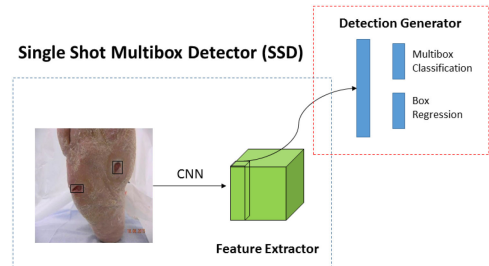 Detection Generator
Single Shot Multibox Detector (SSD)
Multibox
Classification
Box
Regression
CNN
Feature Extractor